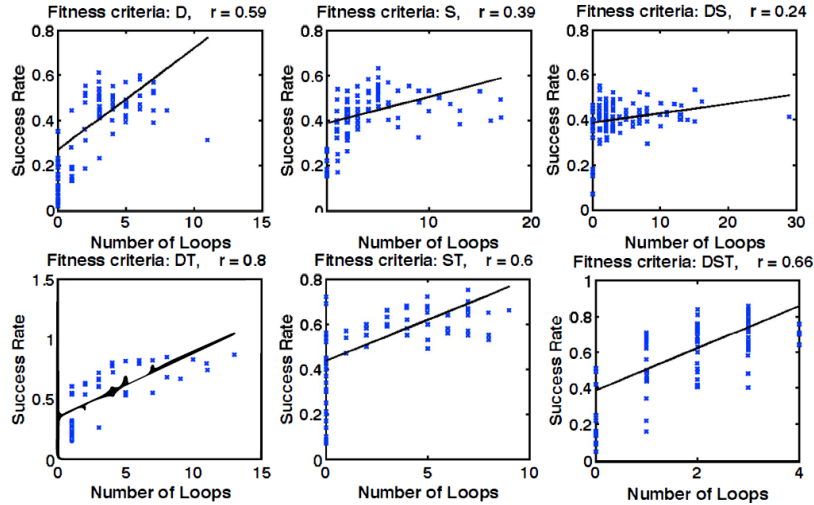 Fitness criteria: D, r = 0.59
Fitness criteria: S, r = 0.39
Fitness criteria: DS, r = 0.24
Success Rate
0.8
0.6
0.4
0.2
0
0 5 10 15
Number of Loops
Success Rate
0.8
0.6
0.4
0.2
0
10 20
Number of Loops
Success Rate
0.8
0.6
0.4
0.2
0
0 10 20 30
Number of Loops
Fitness criteria: DT, r = 0.8
Fitness criteria: ST, r = 0.6
Fitness criteria: DST, r = 0.66
Success Rate
1.5
1
0.5
0
0 5 10 15
Number of Loops
Success Rate
0.8
0.6
0.4
0.2
0
0 5 10
Number of Loops
Success Rate
1
0.8
0.6
0.4
0.2
0
0 1 2 3 4
Number of Loops